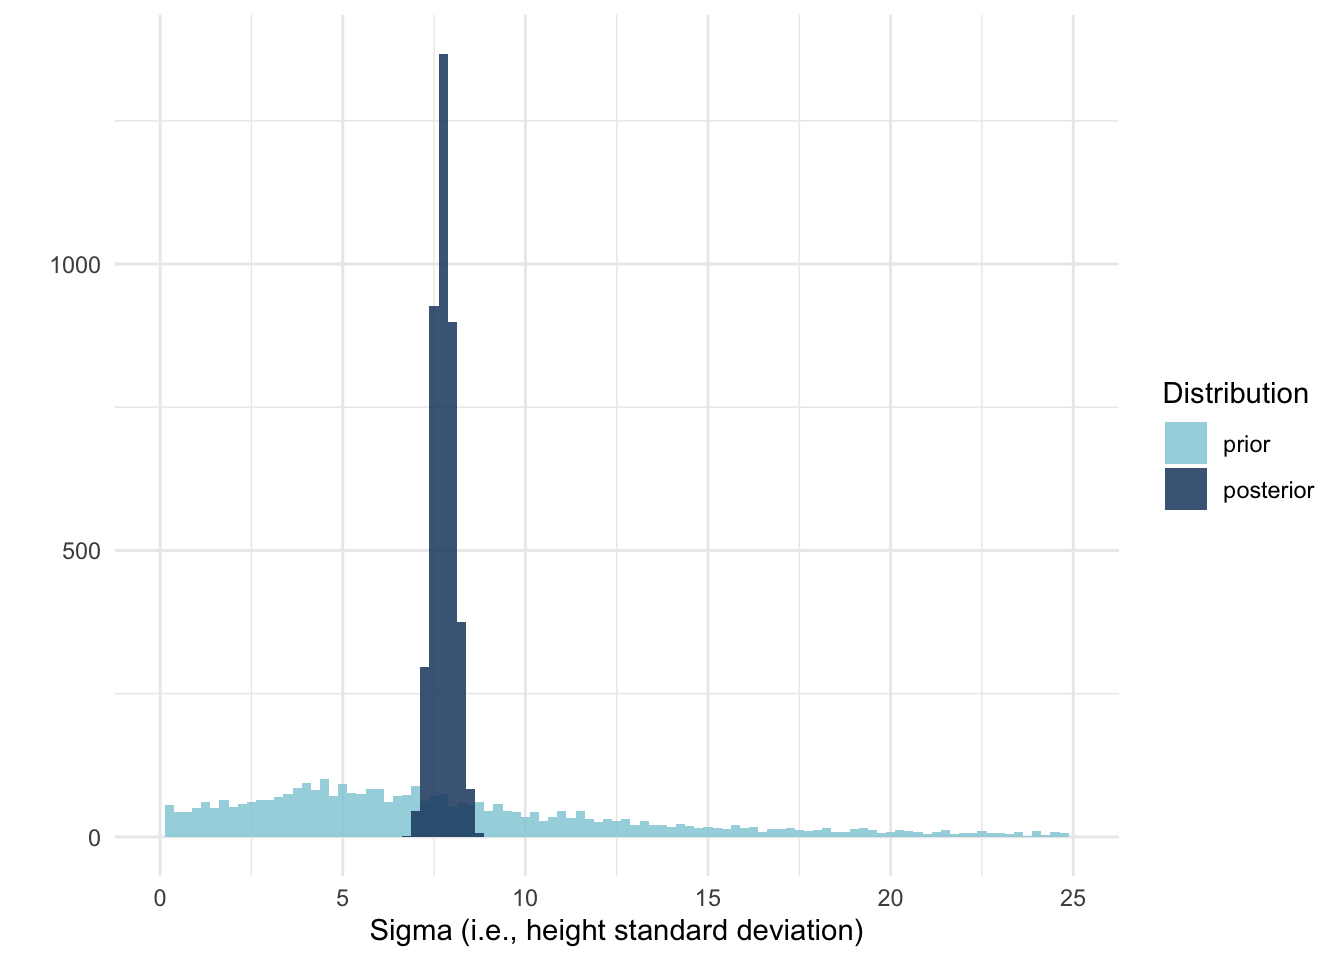 1000
500
0
0 5 10 15 20 25
Sigma (i.e., height standard deviation)
Distribution
prior
posterior